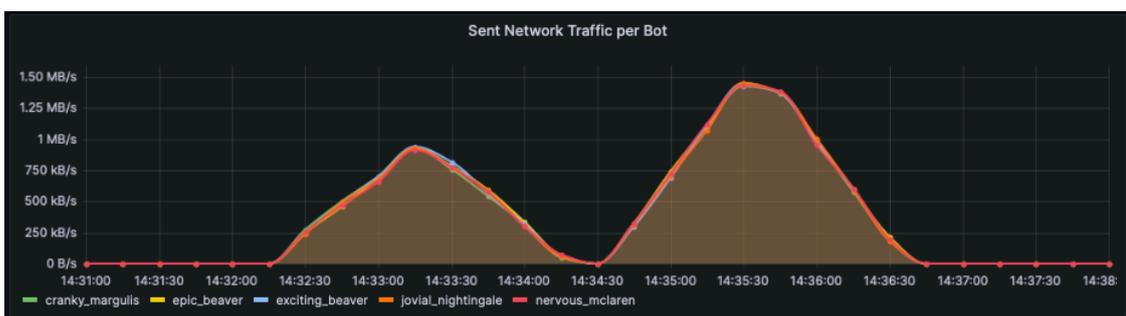 Sent Network Traffic per Bot
1.50 MB/s
1.25 MB/s
1 MB/s
750 kB/s
500 kB/s
250 kB/s
0 B/s
14:31:00 14:31:30 14:32:00 14:32:30 14:33:00 14:33:30 14:34:00 14:34:30 14:35:00 14:35:30 14:36:00 14:36:30 14:37:00 14:37:30 14:38:
cranky_margulis epic_beaver exciting_beaver jovial_nightingale nervous_mclaren